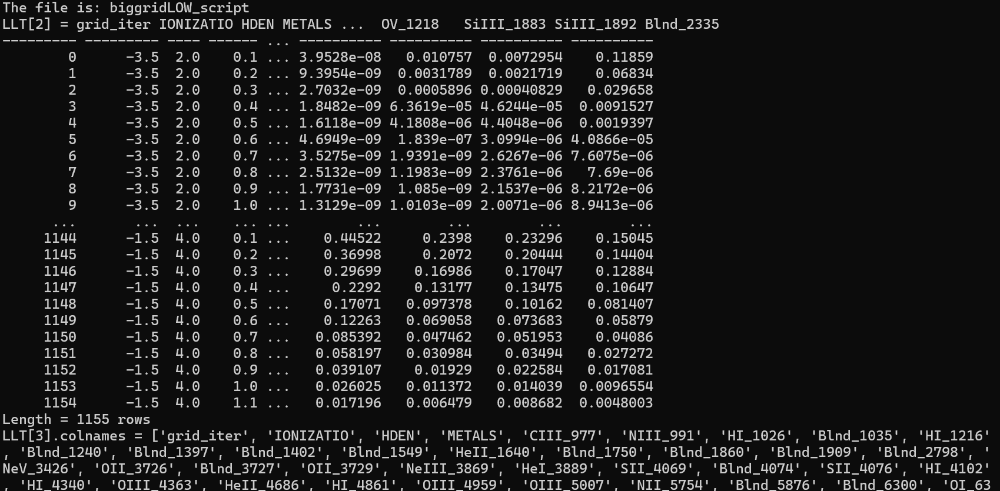 The file is: biggridLOW_script
LLT[2] = grid_iter IONIZATIO HDEN METALS ... OV_1218 SiIII_1883 SiIII_1892 Blnd_2335
--------- --------- ---- ------ ... ---------- ---------- ---------- ----------
0 -3.5 2.0 0.1 ... 3.9528e-08 0.010757 0.0072954 0.11859
1 -3.5 2.0 0.2 ... 9.3954e-09 0.0031789 0.0021719 0.06834
2 -3.5 2.0 0.3 ... 2.7032e-09 0.0005896 0.00040829 0.029658
3 -3.5 2.0 0.4 ... 1.8482e-09 6.3619e-05 4.6244e-05 0.0091527
4 -3.5 2.0 0.5 ... 1.6118e-09 4.1808e-06 4.4048e-06 0.0019397
5 -3.5 2.0 0.6 ... 4.6949e-09 1.839e-07 3.0994e-06 4.0866e-05
6 -3.5 2.0 0.7 ... 3.5275e-09 1.9391e-09 2.6267e-06 7.6075e-06
7 -3.5 2.0 0.8 ... 2.5132e-09 1.1983e-09 2.3761e-06 7.69e-06
8 -3.5 2.0 0.9 ... 1.7731e-09 1.085e-09 2.1537e-06 8.2172e-06
9 -3.5 2.0 1.0 ... 1.3129e-09 1.0103e-09 2.0071e-06 8.9413e-06
... ... ... ... ... ... ... ... ...
1144 -1.5 4.0 0.1 ... 0.44522 0.2398 0.23296 0.15045
1145 -1.5 4.0 0.2 ... 0.36998 0.2072 0.20444 0.14404
1146 -1.5 4.0 0.3 ... 0.29699 0.16986 0.17047 0.12884
1147 -1.5 4.0 0.4 ... 0.2292 0.13177 0.13475 0.10647
1148 -1.5 4.0 0.5 ... 0.17071 0.097378 0.10162 0.081407
1149 -1.5 4.0 0.6 ... 0.12263 0.069058 0.073683 0.05879
1150 -1.5 4.0 0.7 ... 0.085392 0.047462 0.051953 0.04086
1151 -1.5 4.0 0.8 ... 0.058197 0.030984 0.03494 0.027272
1152 -1.5 4.0 0.9 ... 0.039107 0.01929 0.022584 0.017081
1153 -1.5 4.0 1.0 ... 0.026025 0.011372 0.014039 0.0096554
1154 -1.5 4.0 1.1 ... 0.017196 0.006479 0.008682 0.0048003
Length = 1155 rows
LLT[3].colnames = ['grid_iter', 'IONIZATIO', 'HDEN', 'METALS', 'CIII_977', 'NIII_991', 'HI_1026', 'Blnd_1035', 'HI_1216'
, 'Blnd_1240', 'Blnd_1397', 'Blnd_1402', 'Blnd_1549', 'HeII_1640', 'Blnd_1750', 'Blnd_1860', 'Blnd_1909', 'Blnd_2798', '
NeV_3426', 'OII_3726', 'Blnd_3727', 'OII_3729', 'NeIII_3869', 'HeI_3889', 'SII_4069', 'Blnd_4074', 'SII_4076', 'HI_4102'
, 'HI_4340', 'OIII_4363', 'HeII_4686', 'HI_4861', 'OIII_4959', 'OIII_5007', 'NII_5754', 'Blnd_5876', 'Blnd_6300', 'OI_63